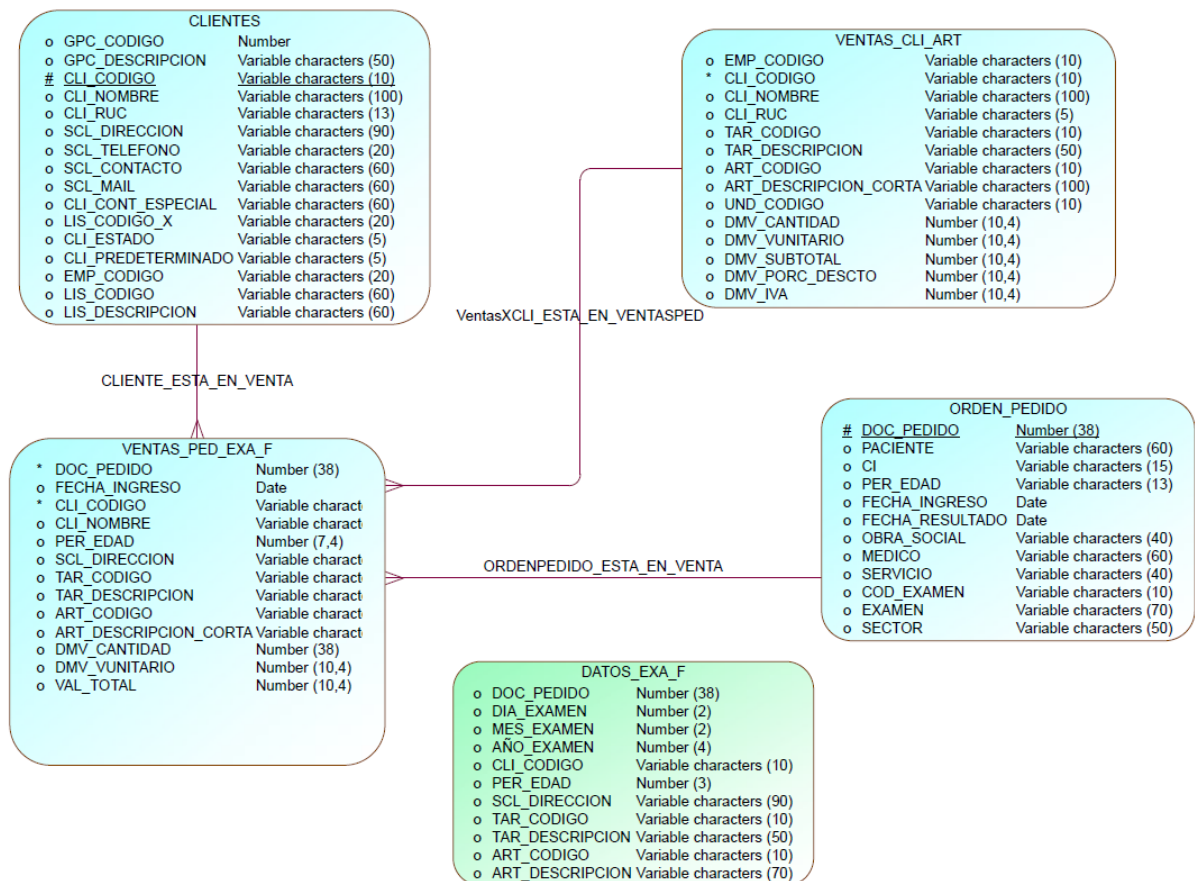 CLIENTES
o GPC_CODIGO Number
o GPC_DESCRIPCION Variable characters (50)
# CLI_CODIGO Variable characters (10)
o CLI_NOMBRE Variable characters (100)
o CLI_RUC Variable characters (13)
o SCL_DIRECCION Variable characters (90)
o SCL_TELEFONO Variable characters (20)
o SCL_CONTACTO Variable characters (60)
o SCL_MAIL Variable characters (60)
o CLI_CONT_ESPECIAL Variable characters (60)
o LIS_CODIGO_X Variable characters (20)
o CLI_ESTADO Variable characters (5)
o CLI_PREDETERMINADO Variable characters (5)
o EMP_CODIGO Variable characters (20)
o LIS_CODIGO Variable characters (60)
o LIS_DESCRIPCION Variable characters (60)
VENTAS_CLI_ART
o EMP_CODIGO Variable characters (10)
* CLI_CODIGO Variable characters (10)
o CLI_NOMBRE Variable characters (100)
o CLI_RUC Variable characters (5)
o TAR_CODIGO Variable characters (10)
o TAR_DESCRIPCION Variable characters (50)
o ART_CODIGO Variable characters (10)
o ART_DESCRIPCION_CORTA Variable characters (100)
o UND_CODIGO Variable characters (10)
o DMV_CANTIDAD Number (10,4)
o DMV_VUNITARIO Number (10,4)
o DMV_SUBTOTAL Number (10,4)
o DMV_PORC_DESCTO Number (10,4)
o DMV_IVA Number (10,4)
VentasXCLI_ESTA_EN_VENTASPED
CLIENTE_ESTA_EN_VENTA
VENTAS_PED_EXA_F
* DOC_PEDIDO Number (38)
o FECHA_INGRESO Date
* CLI_CODIGO Variable charact
o CLI_NOMBRE Variable charact
o PER_EDAD Number (7,4)
o SCL_DIRECCION Variable charact
o TAR_CODIGO Variable charact
o TAR_DESCRIPCION Variable charact
o ART_CODIGO Variable charact
o ART_DESCRIPCION_CORTA Variable charact
o DMV_CANTIDAD Number (38)
o DMV_VUNITARIO Number (10,4)
o VAL_TOTAL Number (10,4)
ORDENPEDIDO_ESTA_EN_VENTA
ORDEN_PEDIDO
# DOC_PEDIDO Number (38)
o PACIENTE Variable characters (60)
o CI Variable characters (15)
o PER_EDAD Variable characters (13)
o FECHA_INGRESO Date
o FECHA_RESULTADO Date
o OBRA_SOCIAL Variable characters (40)
o MEDICO Variable characters (60)
o SERVICIO Variable characters (40)
o COD_EXAMEN Variable characters (10)
o EXAMEN Variable characters (70)
o SECTOR Variable characters (50)
DATOS_EXA_F
o DOC_PEDIDO Number (38)
o DIA_EXAMEN Number (2)
o MES_EXAMEN Number (2)
o AÑO_EXAMEN Number (4)
o CLI_CODIGO Variable characters (10)
o PER_EDAD Number (3)
o SCL_DIRECCION Variable characters (90)
o TAR_CODIGO Variable characters (10)
o TAR_DESCRIPCION Variable characters (50)
o ART_CODIGO Variable characters (10)
o ART_DESCRIPCION Variable characters (70)